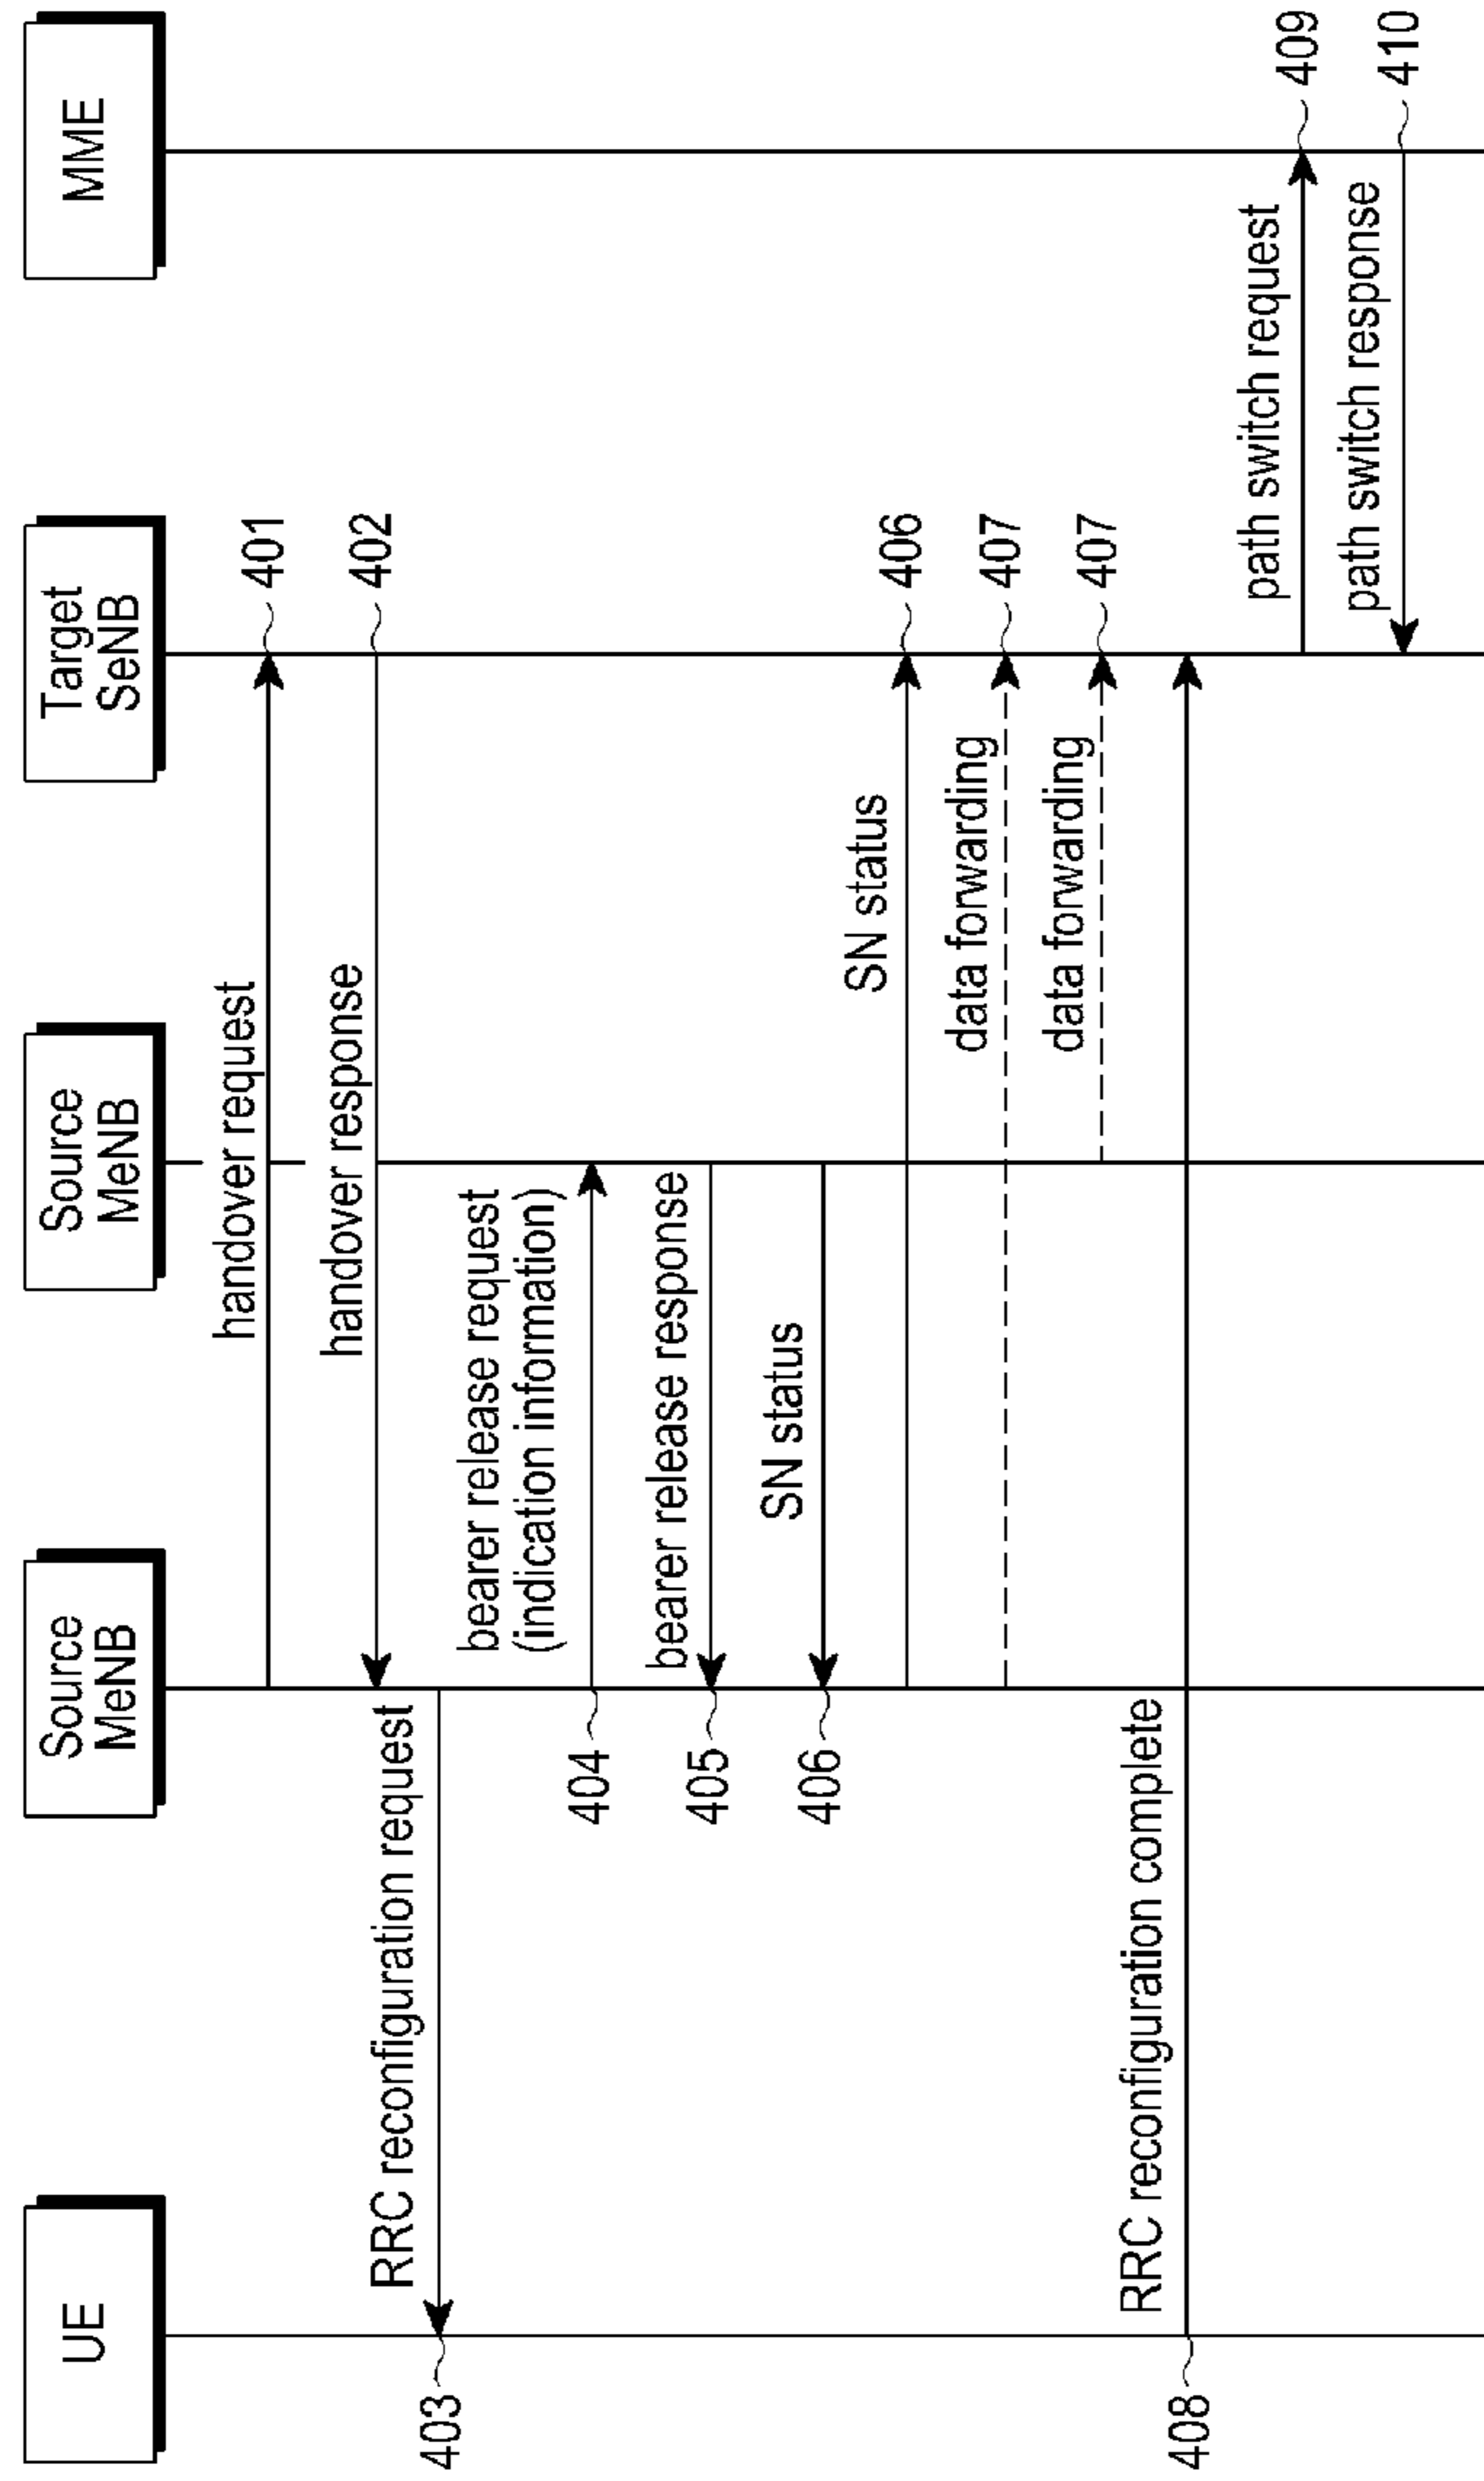 UE
Source
MeNB
Source
MeNB
Target
SeNB
MME
handover request
401
handover response
402
RRC reconfiguration request
403
bearer release request
(indication information)
404
bearer release response
405
SN status
406
SN status
406
data forwarding
407
data forwarding
407
RRC reconfiguration complete
408
path switch request
409
path switch response
410